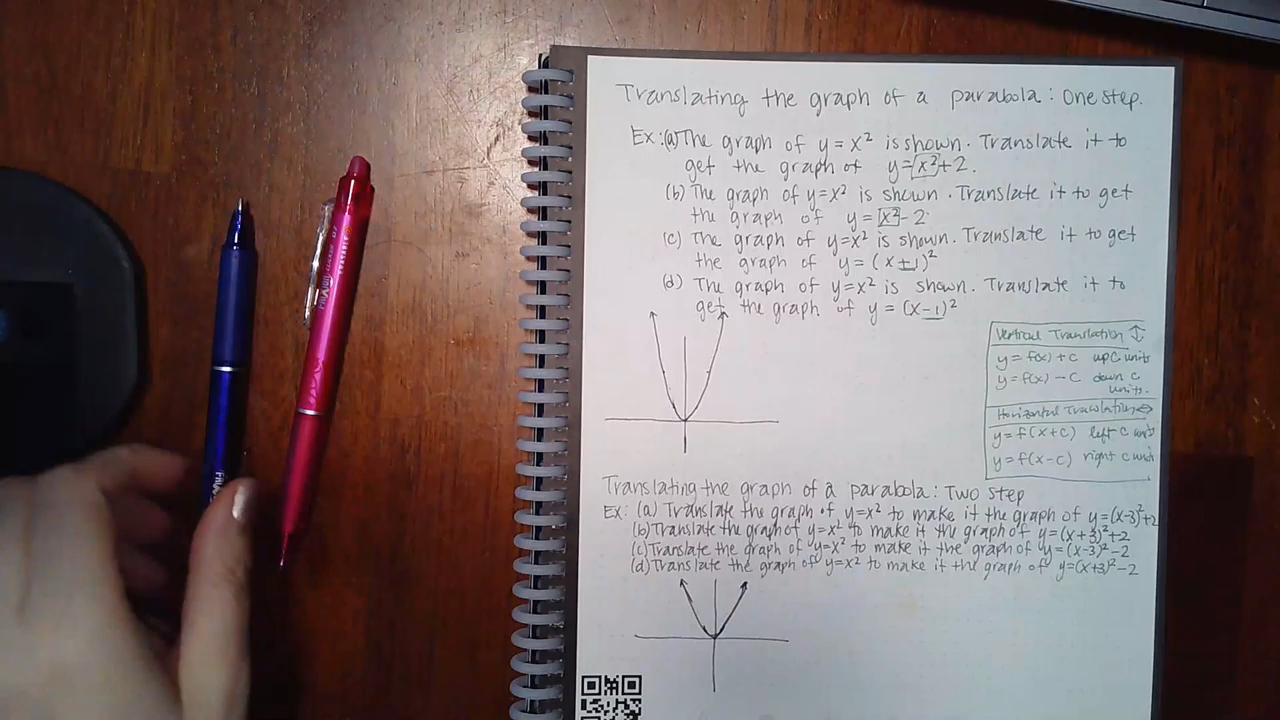 Translating the graph of a parabola: One step.
Ex:(a) The graph of y = x² is shown. Translate it to
get the graph of y = x² + 2.
(b) The graph of y = x² is shown. Translate it to get
the graph of y = x² - 2
(c) The graph of y = x² is shown. Translate it to get
the graph of y = (x+1)²
(d) The graph of y = x² is shown. Translate it to
get the graph of y = (x-1)²
Vertical Translation ↕
y = f(x) + c up c units
y = f(x) - c down c
units.
Horizontal Translation ↔
y = f(x+c) left c units
y = f(x-c) right c units
Translating the graph of a parabola: Two step
Ex: (a) Translate the graph of y=x² to make it the graph of y=(x-3)²+2
(b) Translate the graph of y=x² to make it the graph of y=(x+3)²+2
(c) Translate the graph of y=x² to make it the graph of y=(x-3)²-2
(d) Translate the graph of y=x² to make it the graph of y=(x+3)²-2